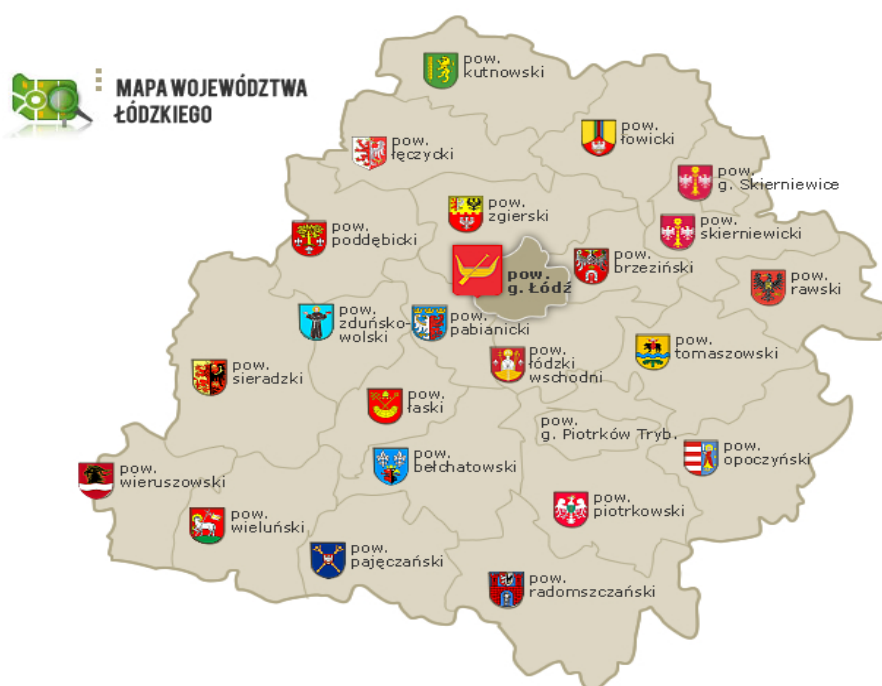 MAPA WOJEWÓDZTWA
ŁÓDZKIEGO
pow.
kutnowski
pow.
łęczycki
pow.
łowicki
pow.
g. Skierniewice
pow.
zgierski
pow.
skierniewicki
pow.
poddębicki
pow.
brzeziński
pow.
g. Łódź
pow.
rawski
pow.
zduńsko-
wolski
pow.
pabianicki
pow.
tomaszowski
pow.
łódzki
wschodni
pow.
sieradzki
pow.
łaski
pow.
g. Piotrków Tryb.
pow.
bełchatowski
pow.
opoczyński
pow.
wieruszowski
pow.
piotrkowski
pow.
wieluński
pow.
pajęczański
pow.
radomszczański